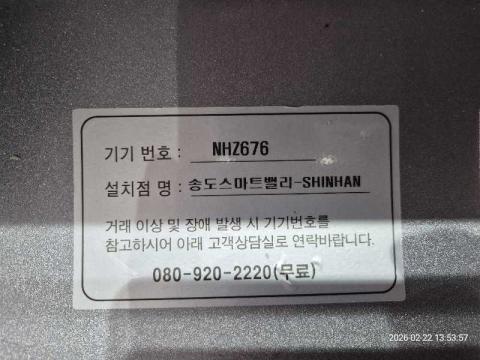 기기 번호 : NHZ676
설치점 명 : 송도스마트밸리-SHINHAN
거래 이상 및 장애 발생 시 기기번호를
참고하시어 아래 고객상담실로 연락바랍니다.
080-920-2220(무료)
2026-02-22 13:53:57